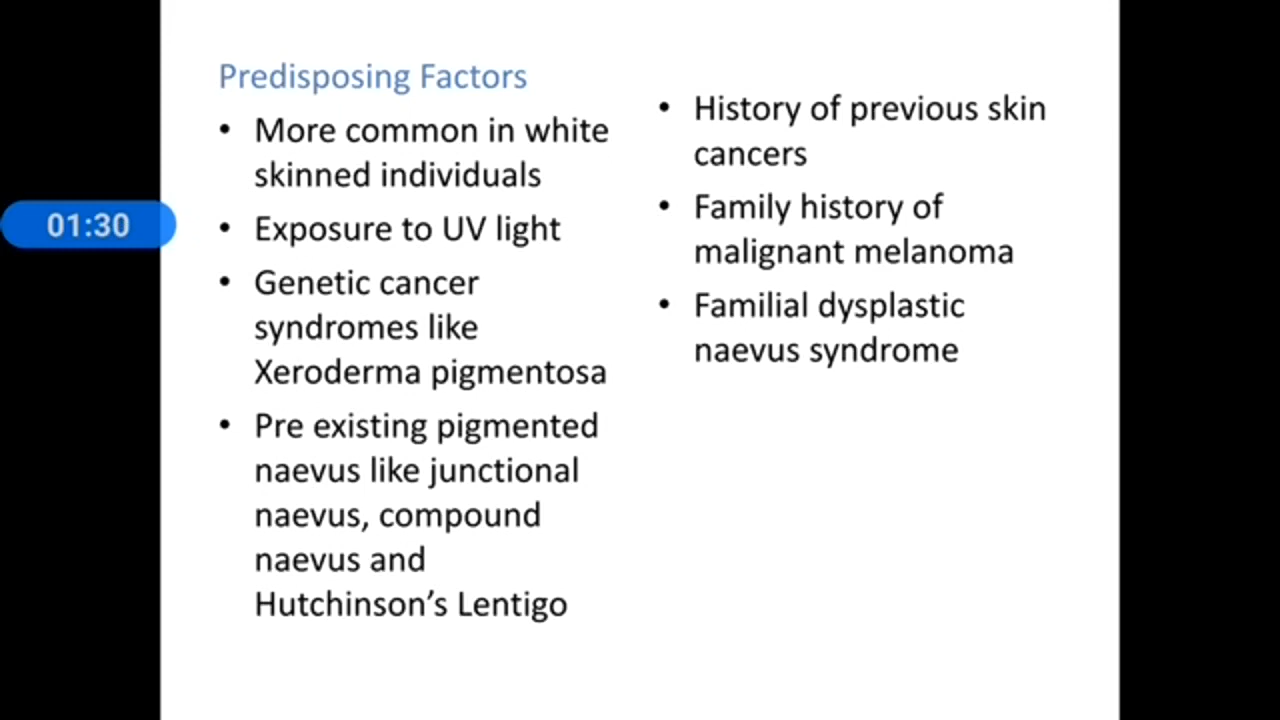 Predisposing Factors
• More common in white
skinned individuals
• Exposure to UV light
• Genetic cancer
syndromes like
Xeroderma pigmentosa
• Pre existing pigmented
naevus like junctional
naevus, compound
naevus and
Hutchinson’s Lentigo
• History of previous skin
cancers
• Family history of
malignant melanoma
• Familial dysplastic
naevus syndrome
01:30